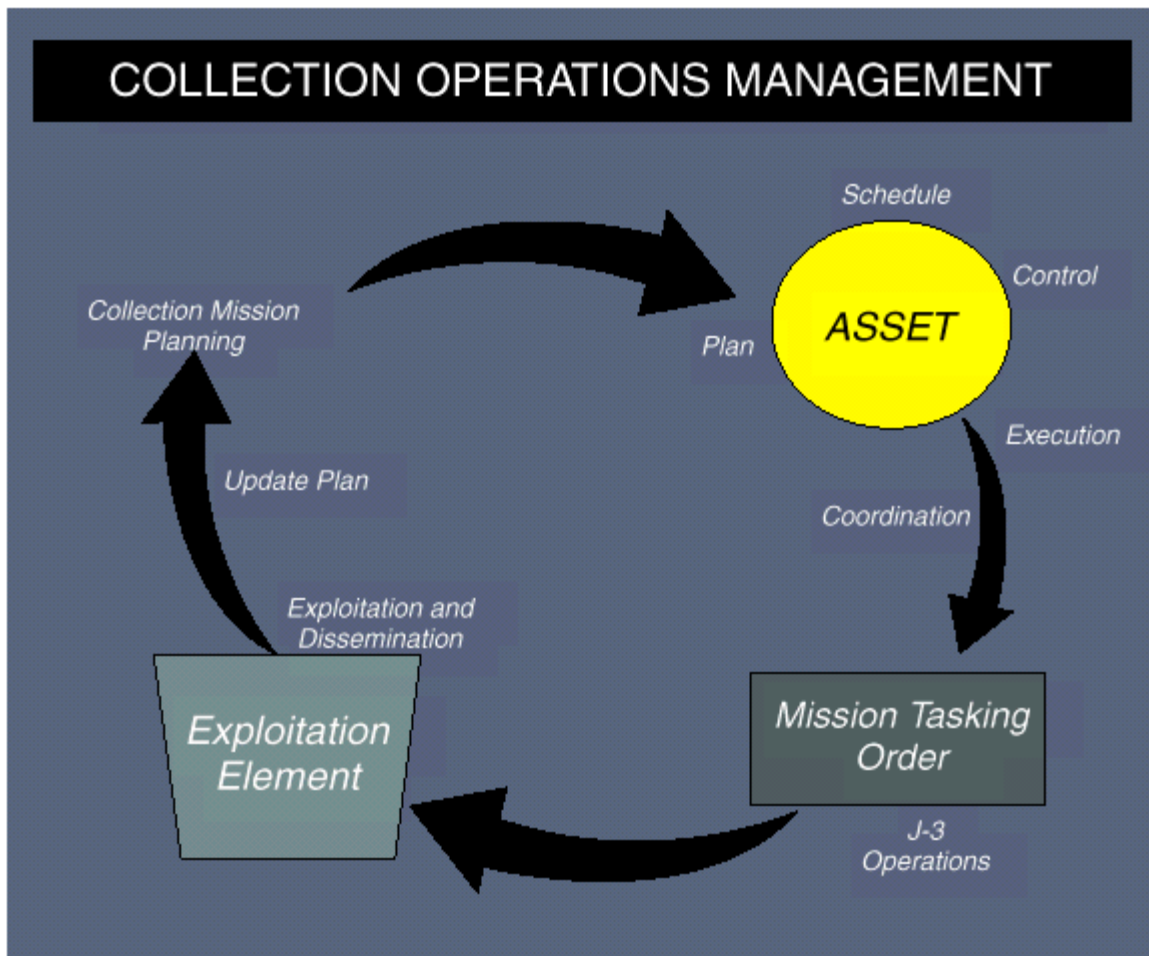 COLLECTION OPERATIONS MANAGEMENT
Schedule
Control
Collection Mission
Planning
Plan
ASSET
Execution
Update Plan
Coordination
Exploitation and
Dissemination
Exploitation
Element
Mission Tasking
Order
J-3
Operations